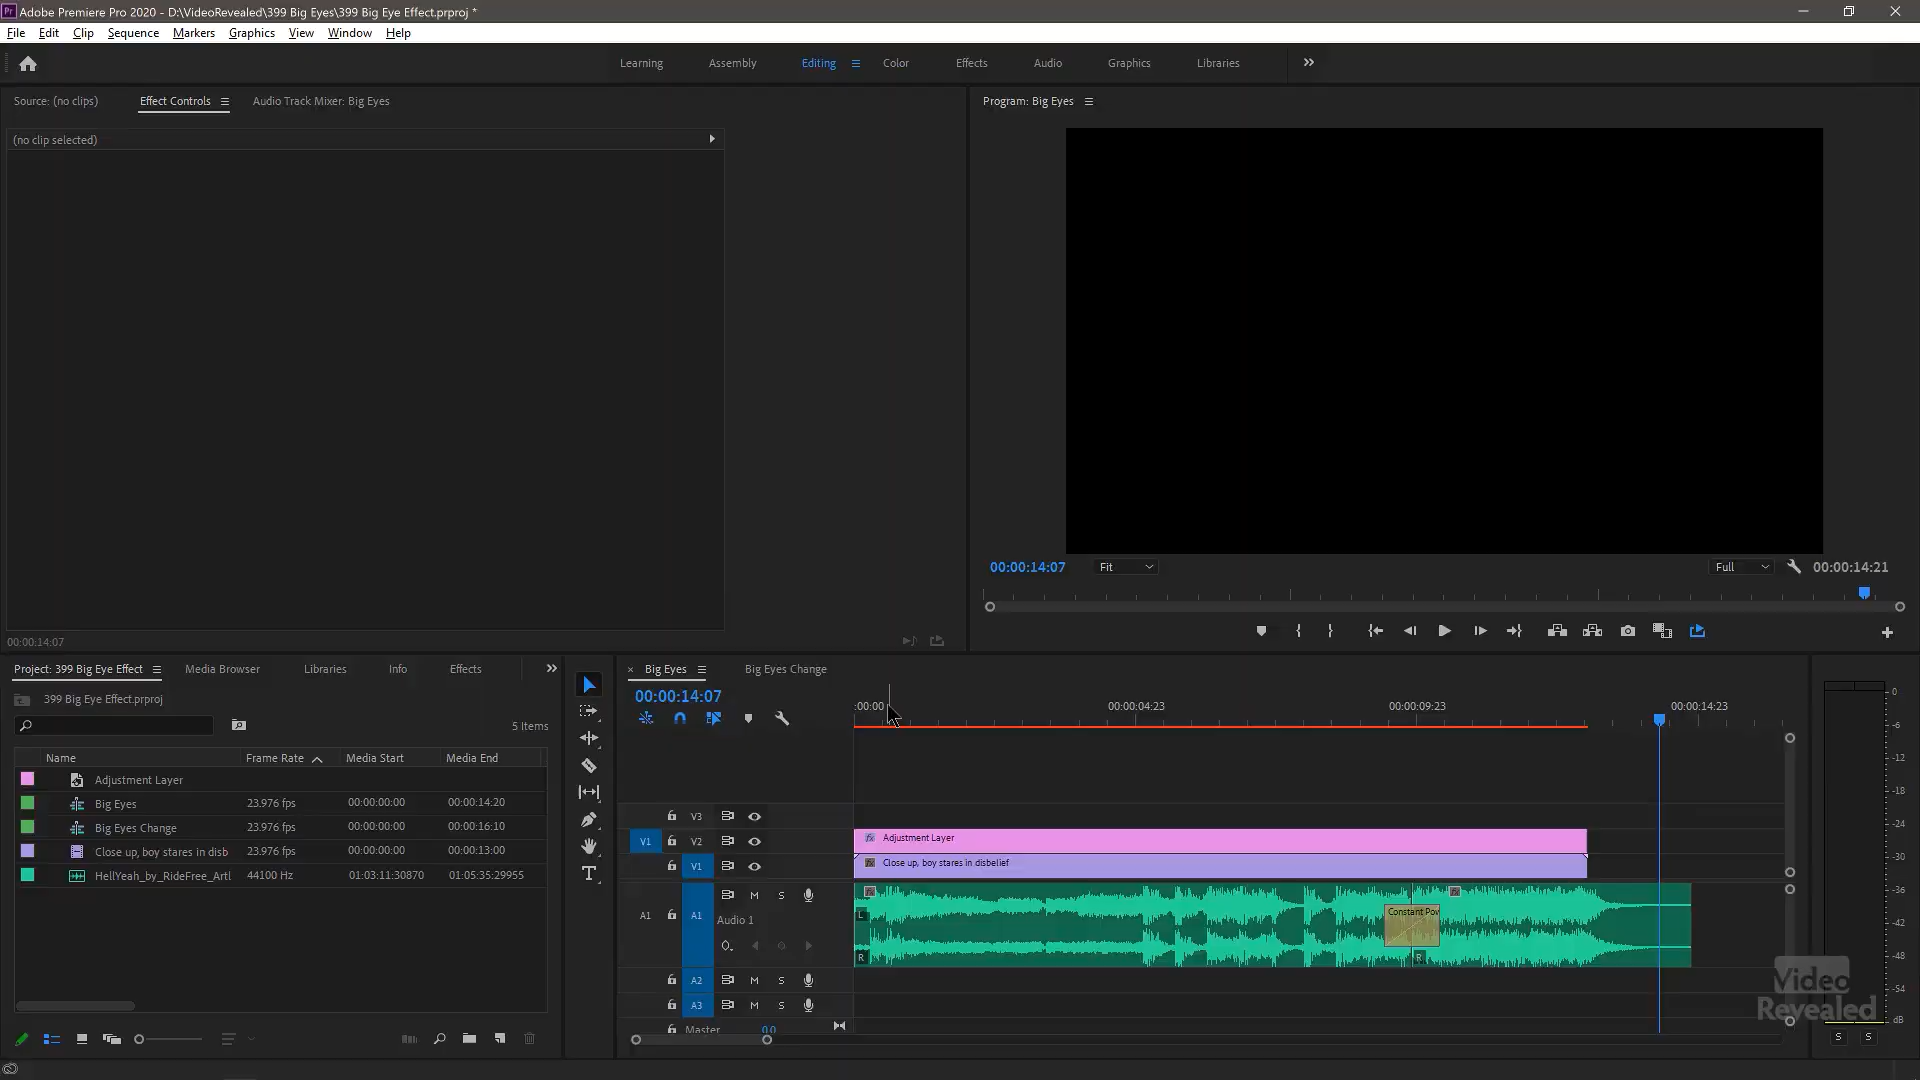 Pr Adobe Premiere Pro 2020 - D:\VideoRevealed\399 Big Eyes\399 Big Eye Effect.prproj *
File Edit Clip Sequence Markers Graphics View Window Help
Learning Assembly Editing Color Effects Audio Graphics Libraries
Source: (no clips) Effect Controls Audio Track Mixer: Big Eyes
Program: Big Eyes
(no clip selected)
00:00:14:07 Fit Full 00:00:14:21
00:00:14:07
Project: 399 Big Eye Effect Media Browser Libraries Info Effects
399 Big Eye Effect.prproj
5 Items
Name Frame Rate Media Start Media End
Adjustment Layer
Big Eyes 23.976 fps 00:00:00:00 00:00:14:20
Big Eyes Change 23.976 fps 00:00:00:00 00:00:16:10
Close up, boy stares in disb 23.976 fps 00:00:00:00 00:00:13:00
HellYeah_by_RideFree_Artl 44100 Hz 01:03:11:30870 01:05:35:29955
T
Big Eyes Big Eyes Change
00:00:14:07
:00:00 00:00:04:23 00:00:09:23 00:00:14:23
V3
V1 V2 Adjustment Layer
V1 Close up, boy stares in disbelief
A1 A1 M S
Audio 1
L
R
Constant Pow
R
A2 M S
A3 M S
Master 0.0
0
-6
-12
-18
-24
-30
-36
-42
-48
-54
dB
S S
Video
Revealed